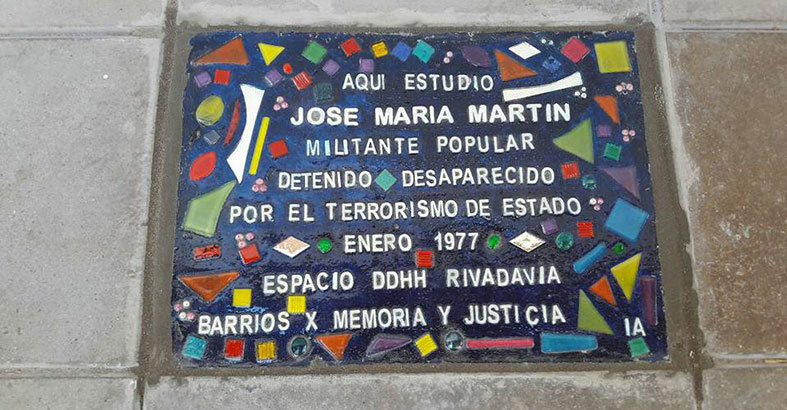 AQUI ESTUDIO
JOSE MARIA MARTIN
MILITANTE POPULAR
DETENIDO DESAPARECIDO
POR EL TERRORISMO DE ESTADO
ENERO 1977
ESPACIO DDHH RIVADAVIA
BARRIOS X MEMORIA Y JUSTICIA IA